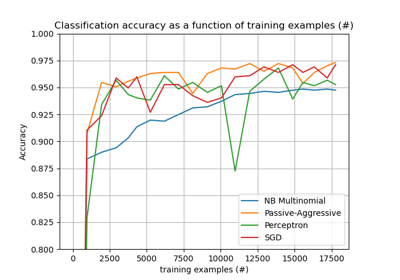 Classification accuracy as a function of training examples (#)
1.000
0.975
0.950
0.925
0.900
0.875
0.850
0.825
0.800
Accuracy
NB Multinomial
Passive-Aggressive
Perceptron
SGD
0 2500 5000 7500 10000 12500 15000 17500
training examples (#)